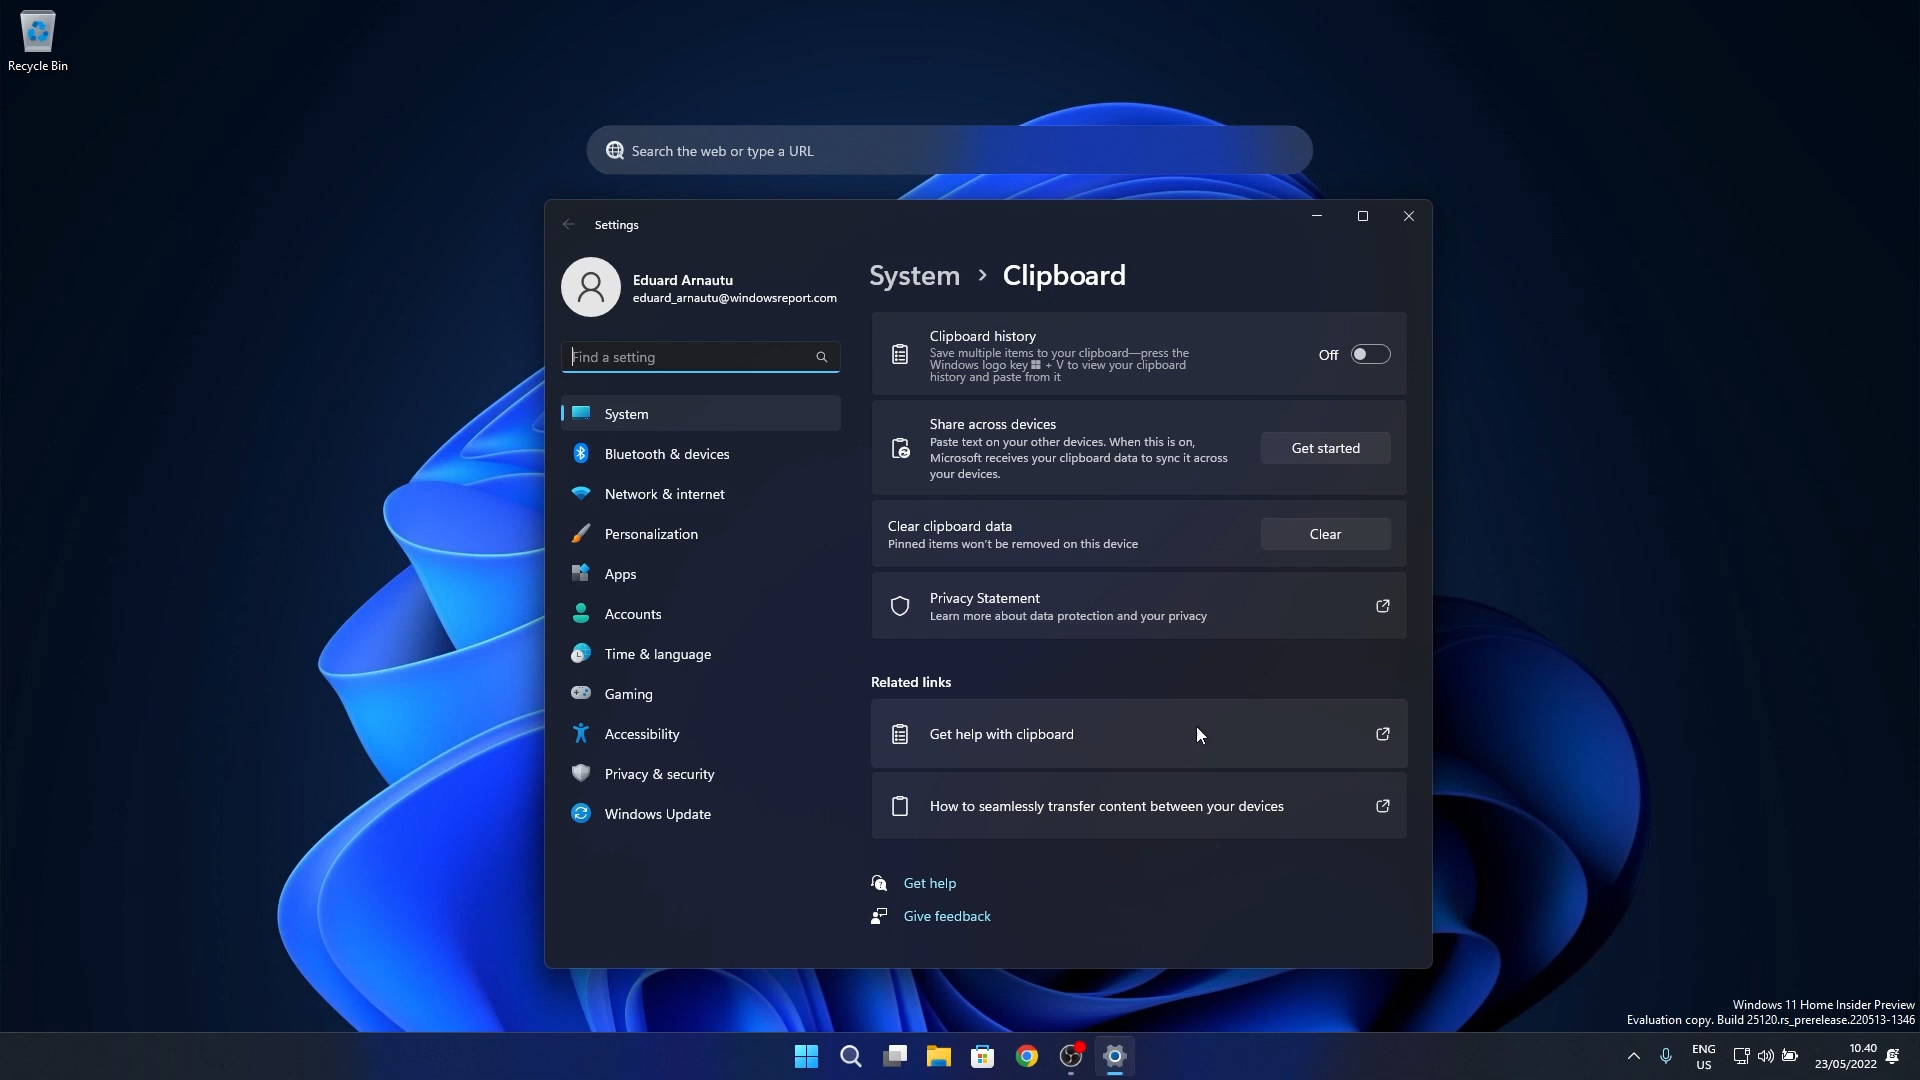 Recycle Bin
Search the web or type a URL
Settings
Eduard Arnautu
eduard_arnautu@windowsreport.com
Find a setting
System
Bluetooth & devices
Network & internet
Personalization
Apps
Accounts
Time & language
Gaming
Accessibility
Privacy & security
Windows Update
System › Clipboard
Clipboard history
Save multiple items to your clipboard—press the
Windows logo key + V to view your clipboard
history and paste from it
Off
Share across devices
Paste text on your other devices. When this is on,
Microsoft receives your clipboard data to sync it across
your devices.
Get started
Clear clipboard data
Pinned items won't be removed on this device
Clear
Privacy Statement
Learn more about data protection and your privacy
Related links
Get help with clipboard
How to seamlessly transfer content between your devices
Get help
Give feedback
Windows 11 Home Insider Preview
Evaluation copy. Build 25120.rs_prerelease.220513-1346
ENG
US
10.40
23/05/2022